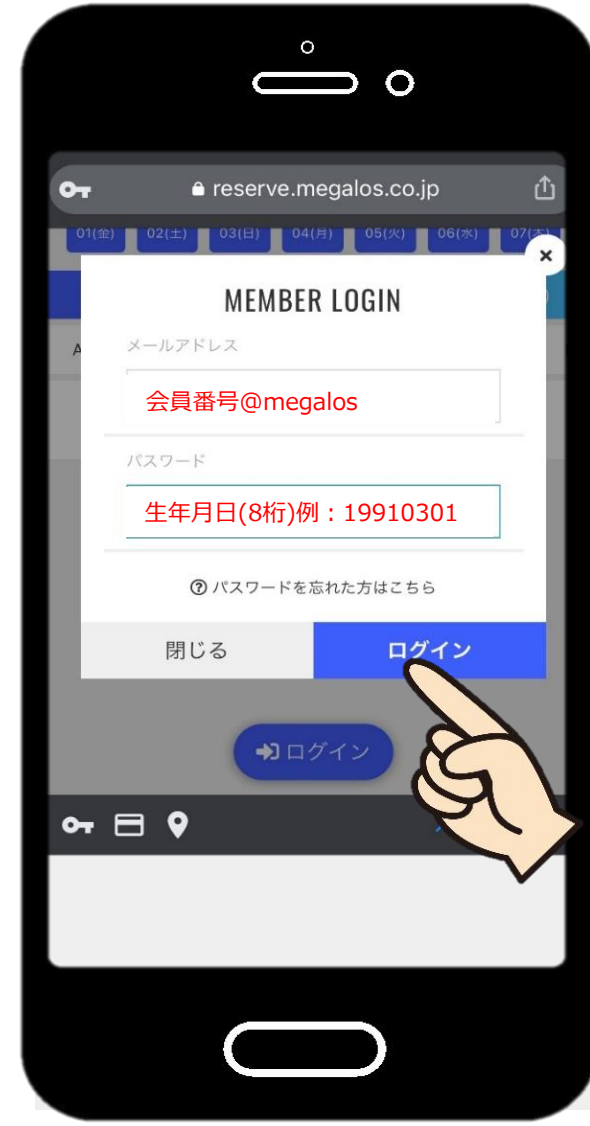 reserve.megalos.co.jp
01(金) 02(土) 03(日) 04(月) 05(火) 06(水) 07(木)
MEMBER LOGIN
A
メールアドレス
会員番号@megalos
パスワード
生年月日(8桁)例：19910301
パスワードを忘れた方はこちら
閉じる ログイン
ログイン